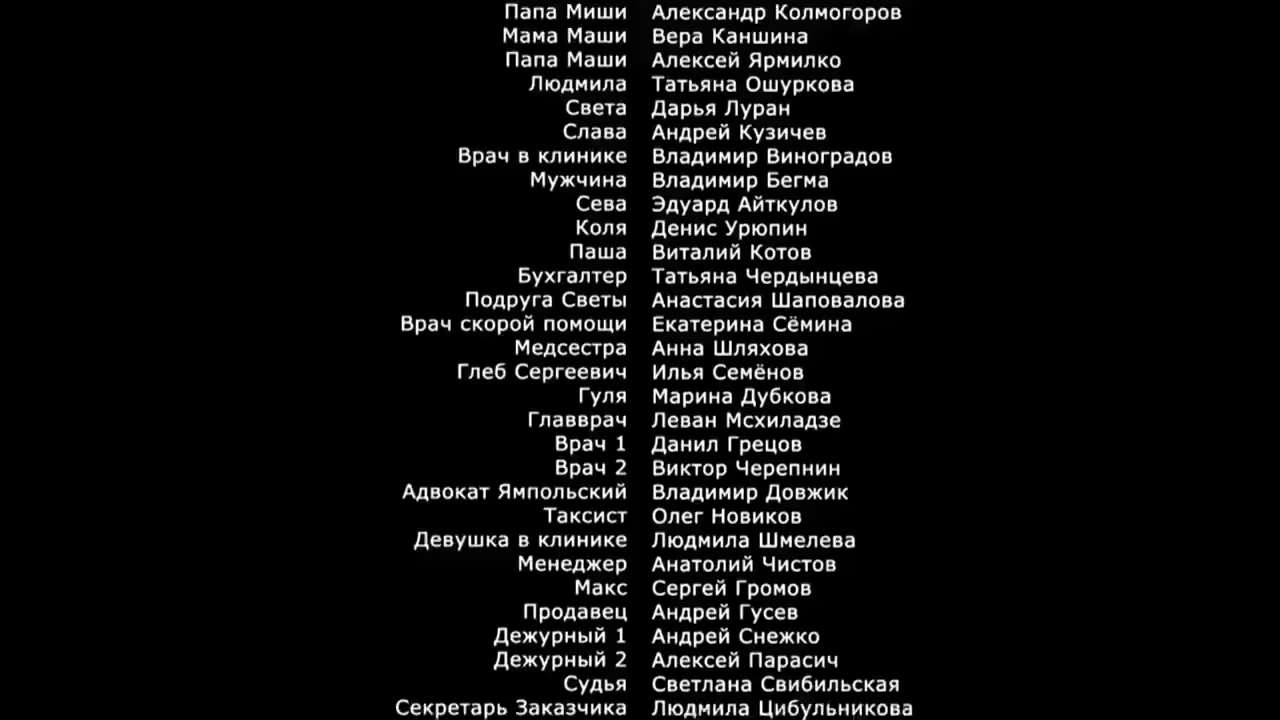 Папа Миши Александр Колмогоров
Мама Маши Вера Каншина
Папа Маши Алексей Ярмилко
Людмила Татьяна Ошуркова
Света Дарья Луран
Слава Андрей Кузичев
Врач в клинике Владимир Виноградов
Мужчина Владимир Бегма
Сева Эдуард Айткулов
Коля Денис Урюпин
Паша Виталий Котов
Бухгалтер Татьяна Чердынцева
Подруга Светы Анастасия Шаповалова
Врач скорой помощи Екатерина Сёмина
Медсестра Анна Шляхова
Глеб Сергеевич Илья Семёнов
Гуля Марина Дубкова
Главврач Леван Мсхиладзе
Врач 1 Данил Грецов
Врач 2 Виктор Черепнин
Адвокат Ямпольский Владимир Довжик
Таксист Олег Новиков
Девушка в клинике Людмила Шмелева
Менеджер Анатолий Чистов
Макс Сергей Громов
Продавец Андрей Гусев
Дежурный 1 Андрей Снежко
Дежурный 2 Алексей Парасич
Судья Светлана Свибильская
Секретарь Заказчика Людмила Цибульникова